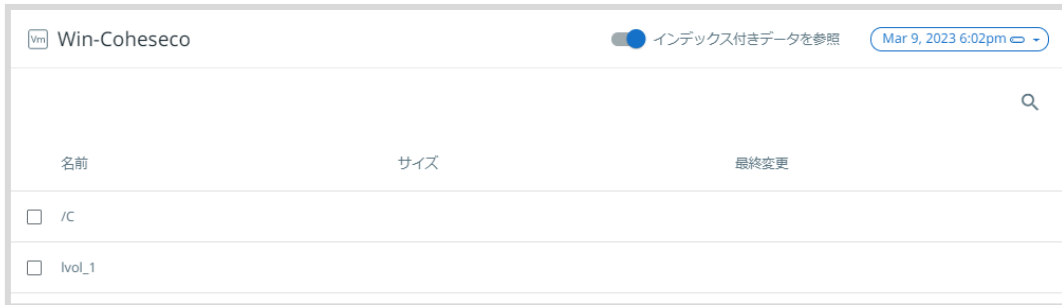 Vm Win-Coheseco インデックス付きデータを参照 Mar 9, 2023 6:02pm
名前 サイズ 最終変更
/C
lvol_1